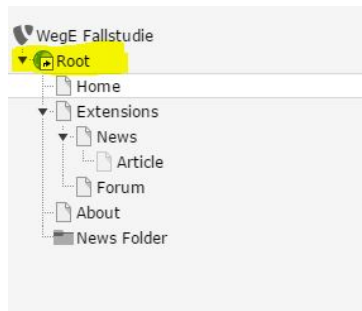 WegE Fallstudie
Root
Home
Extensions
News
Article
Forum
About
News Folder